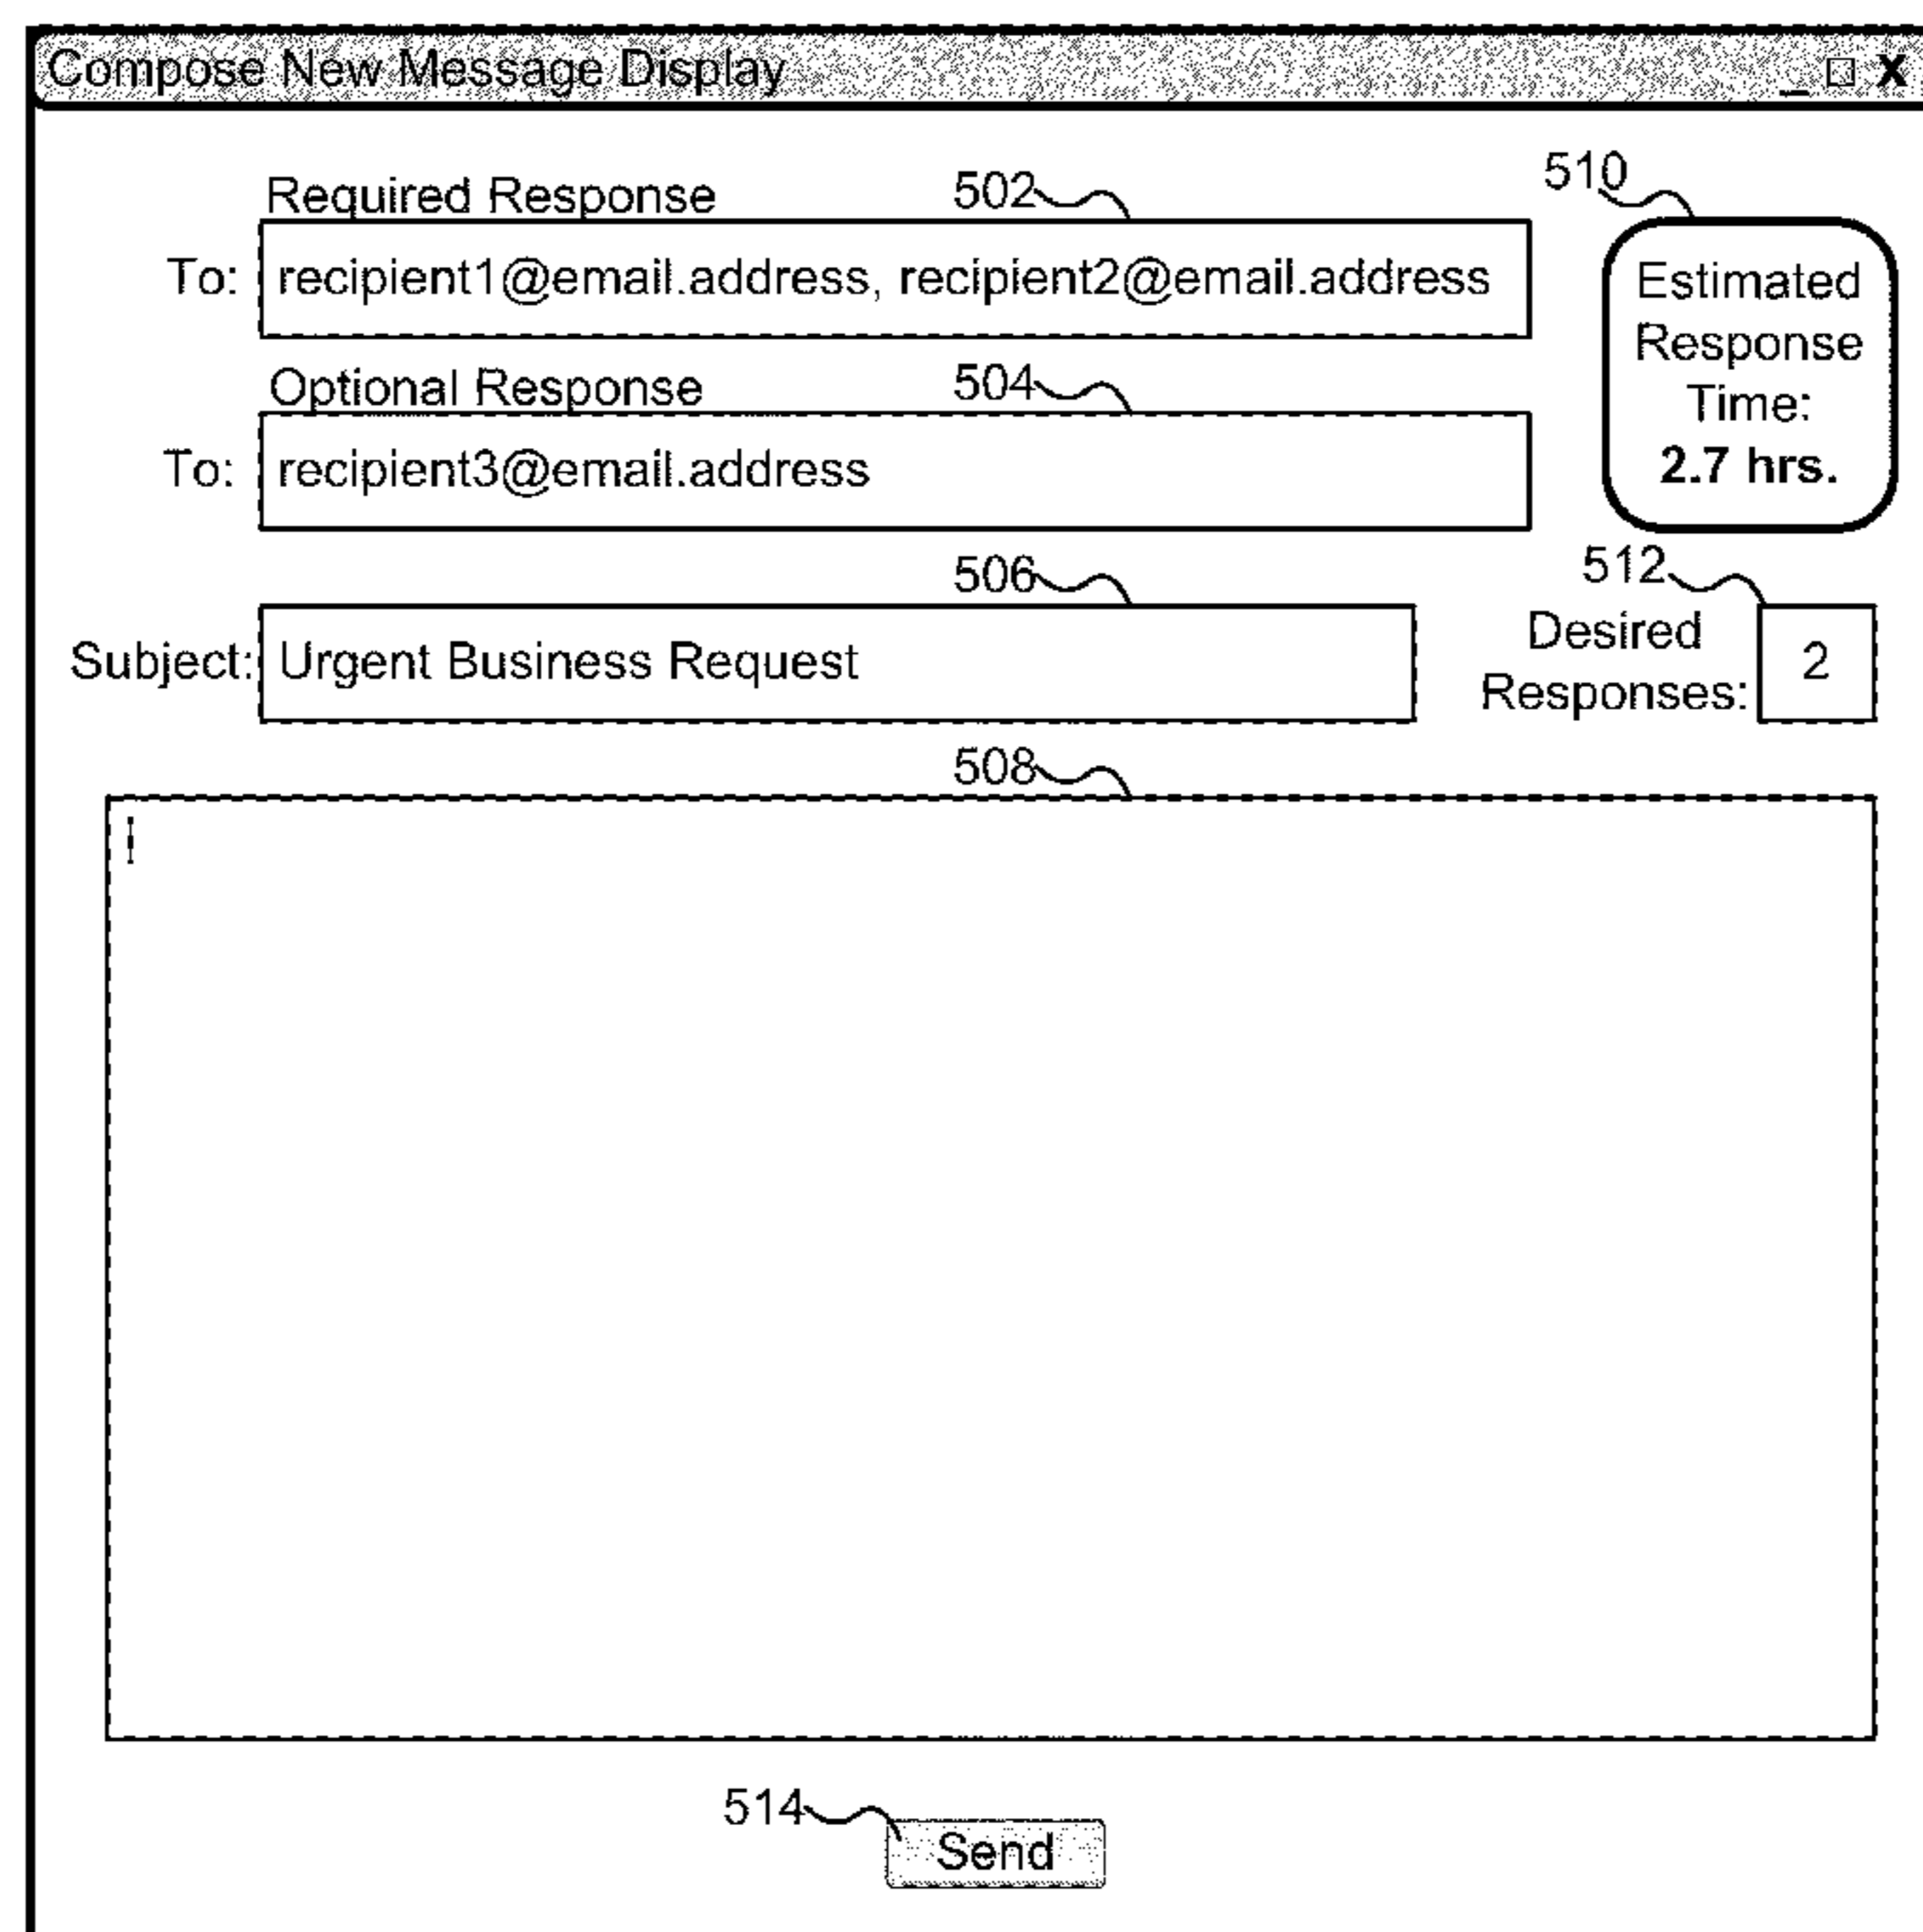 Compose New Message Display _ □ X
Required Response 502
510
To: recipient1@email.address, recipient2@email.address
Estimated
Response
Time:
2.7 hrs.
Optional Response 504
To: recipient3@email.address
506
512
Subject: Urgent Business Request
Desired
Responses: 2
508
514
Send